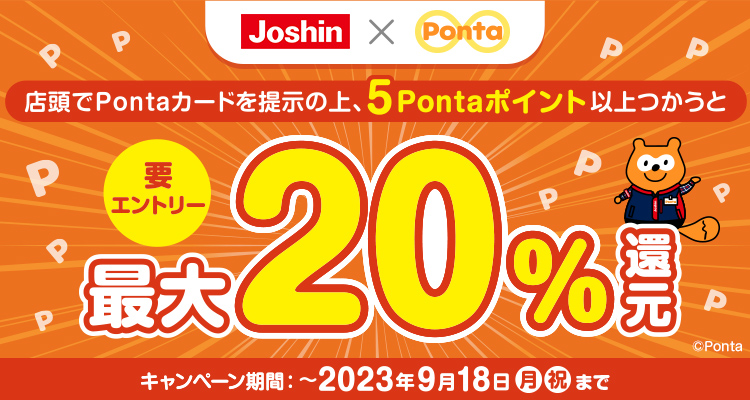 Joshin × Ponta
店頭でPontaカードを提示の上、5Pontaポイント以上つかうと
要
エントリー
最大20%還元
©Ponta
キャンペーン期間：～2023年9月18日月祝まで